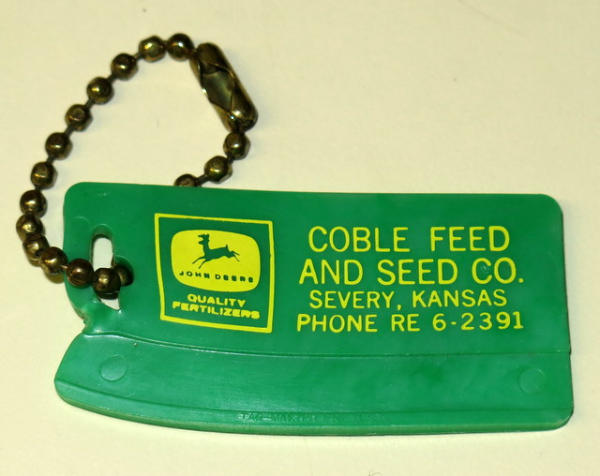 JOHN DEERE
QUALITY
FERTILIZERS
COBLE FEED
AND SEED CO.
SEVERY, KANSAS
PHONE RE 6-2391